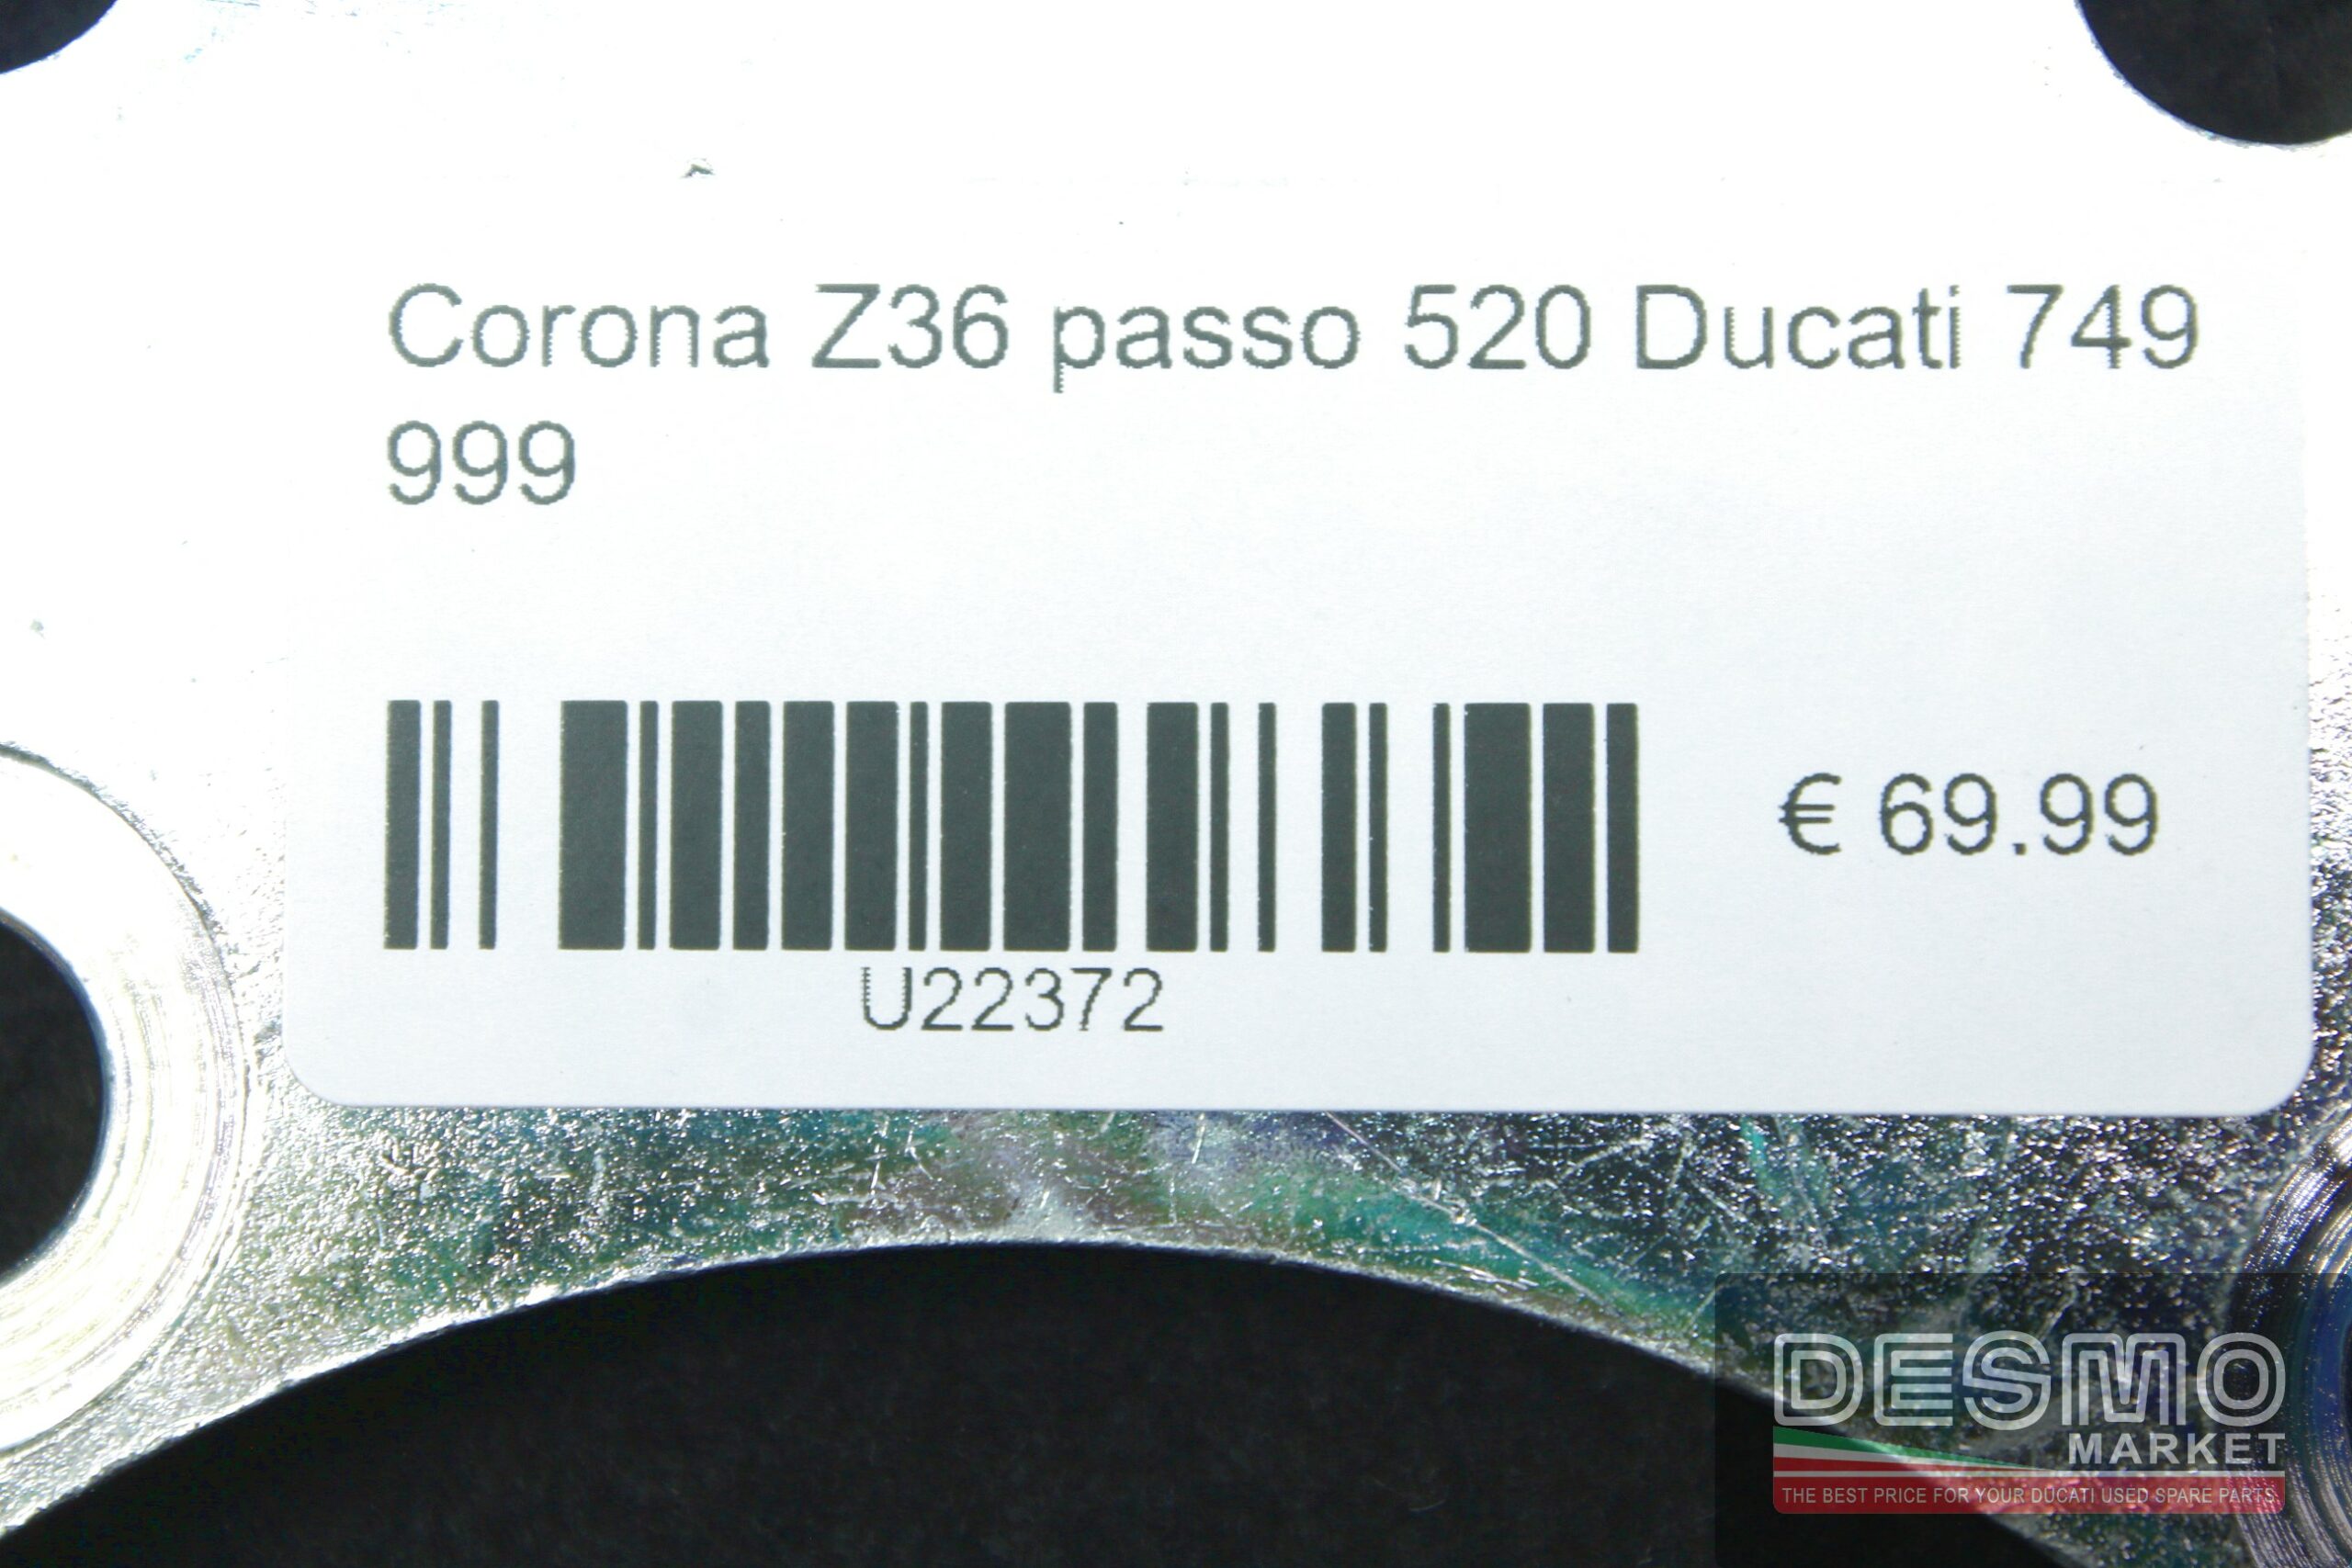 Corona Z36 passo 520 Ducati 749
999
€ 69.99
U22372
DESMO
MARKET
THE BEST PRICE FOR YOUR DUCATI USED SPARE PARTS